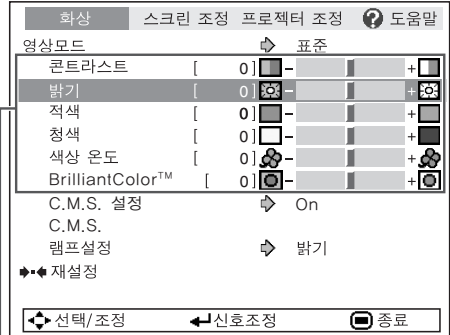 화상 스크린 조정 프로젝터 조정 ? 도움말
영상모드 표준
콘트라스트 [ 0] - +
밝기 [ 0] - +
적색 [ 0] - +
청색 [ 0] - +
색상 온도 [ 0] - +
BrilliantColor™ [ 0] - +
C.M.S. 설정 On
C.M.S.
램프설정 밝기
재설정
선택/조정 신호조정 종료